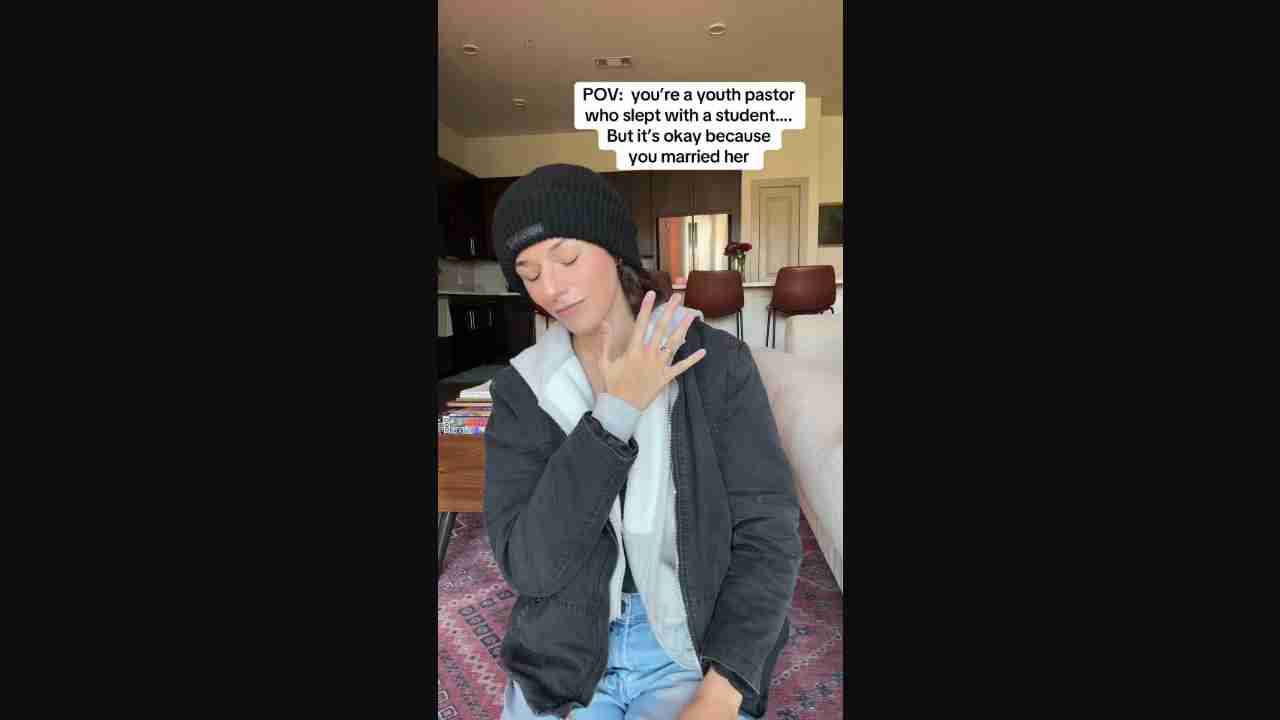 POV:  you’re a youth pastor
who slept with a student....
But it’s okay because
you married her